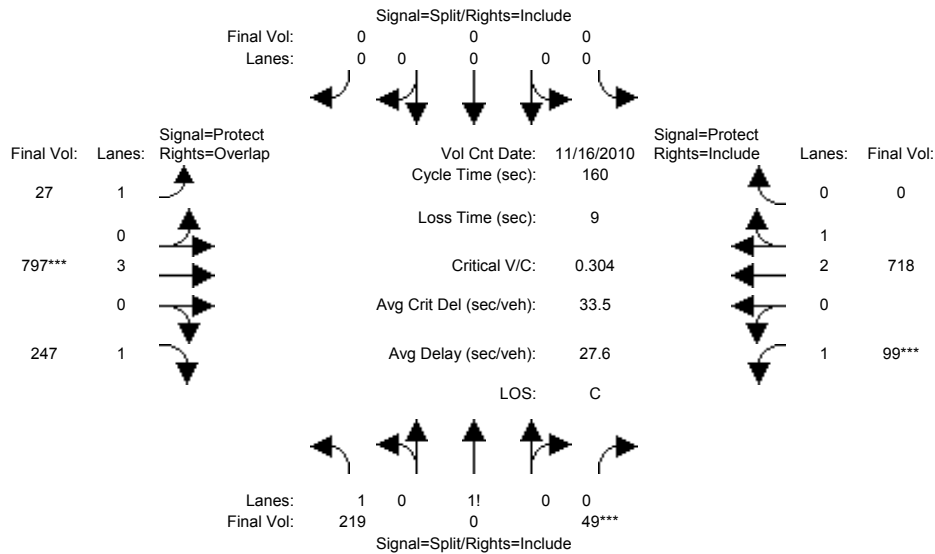 Signal=Split/Rights=Include
Final Vol: 0 0 0
Lanes: 0 0 0 0 0
Signal=Protect
Final Vol: Lanes: Rights=Overlap
Vol Cnt Date: 11/16/2010
Signal=Protect
Rights=Include Lanes: Final Vol:
Cycle Time (sec): 160
27 1
0 0
Loss Time (sec): 9
0
1
797*** 3
Critical V/C: 0.304
2 718
0
Avg Crit Del (sec/veh): 33.5
0
247 1
Avg Delay (sec/veh): 27.6
1 99***
LOS: C
Lanes: 1 0 1! 0 0
Final Vol: 219 0 49***
Signal=Split/Rights=Include